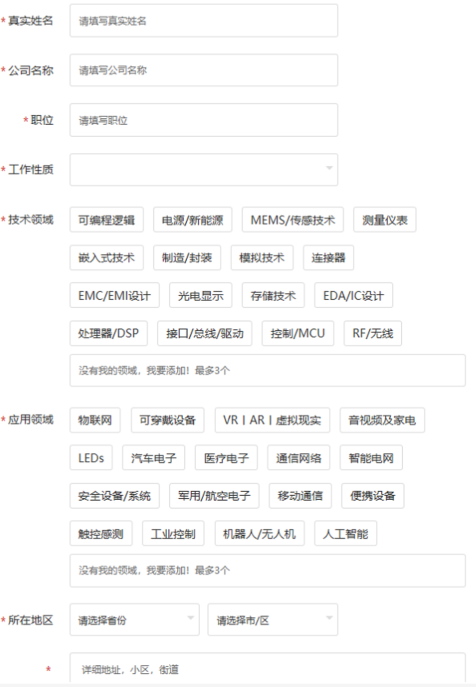 * 真实姓名 请填写真实姓名
* 公司名称 请填写公司名称
* 职位 请填写职位
* 工作性质
* 技术领域 可编程逻辑 电源/新能源 MEMS/传感技术 测量仪表
嵌入式技术 制造/封装 模拟技术 连接器
EMC/EMI设计 光电显示 存储技术 EDA/IC设计
处理器/DSP 接口/总线/驱动 控制/MCU RF/无线
没有我的领域，我要添加！最多3个
* 应用领域 物联网 可穿戴设备 VR丨AR丨虚拟现实 音视频及家电
LEDs 汽车电子 医疗电子 通信网络 智能电网
安全设备/系统 军用/航空电子 移动通信 便携设备
触控感测 工业控制 机器人/无人机 人工智能
没有我的领域，我要添加！最多3个
* 所在地区 请选择省份 请选择市/区
* 详细地址，小区，街道